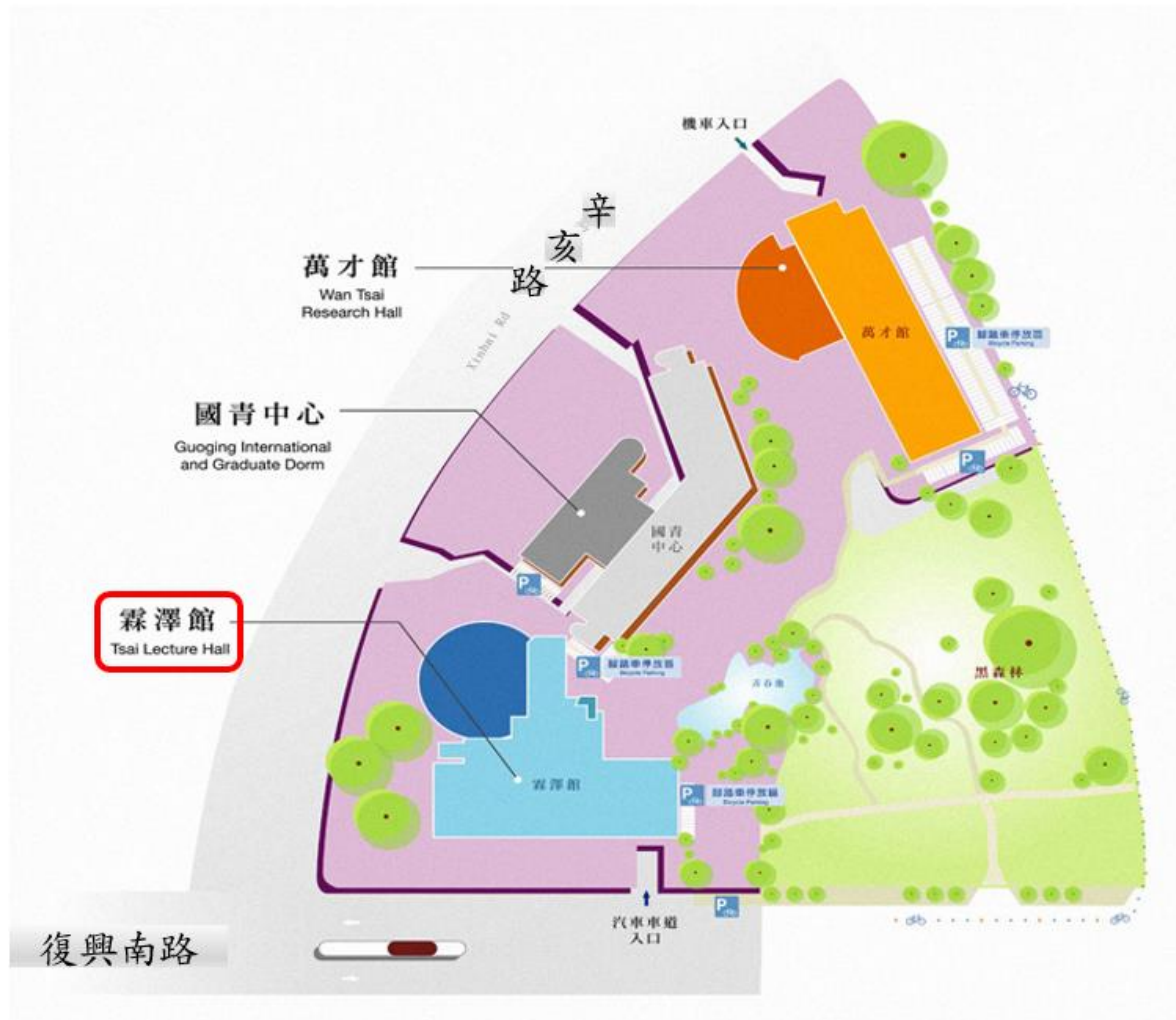 機車入口
辛
亥
路
Xinhai Rd
萬才館
Wan Tsai
Research Hall
萬才館
腳踏車停放區
Bicycle Parking
P
國青中心
Guoging International
and Graduate Dorm
P
國青
中心
P
霖澤館
Tsai Lecture Hall
P
腳踏車停放區
Bicycle Parking
青春池
黑森林
霖澤館
P
腳踏車停放區
Bicycle Parking
P
汽車車道
入口
復興南路